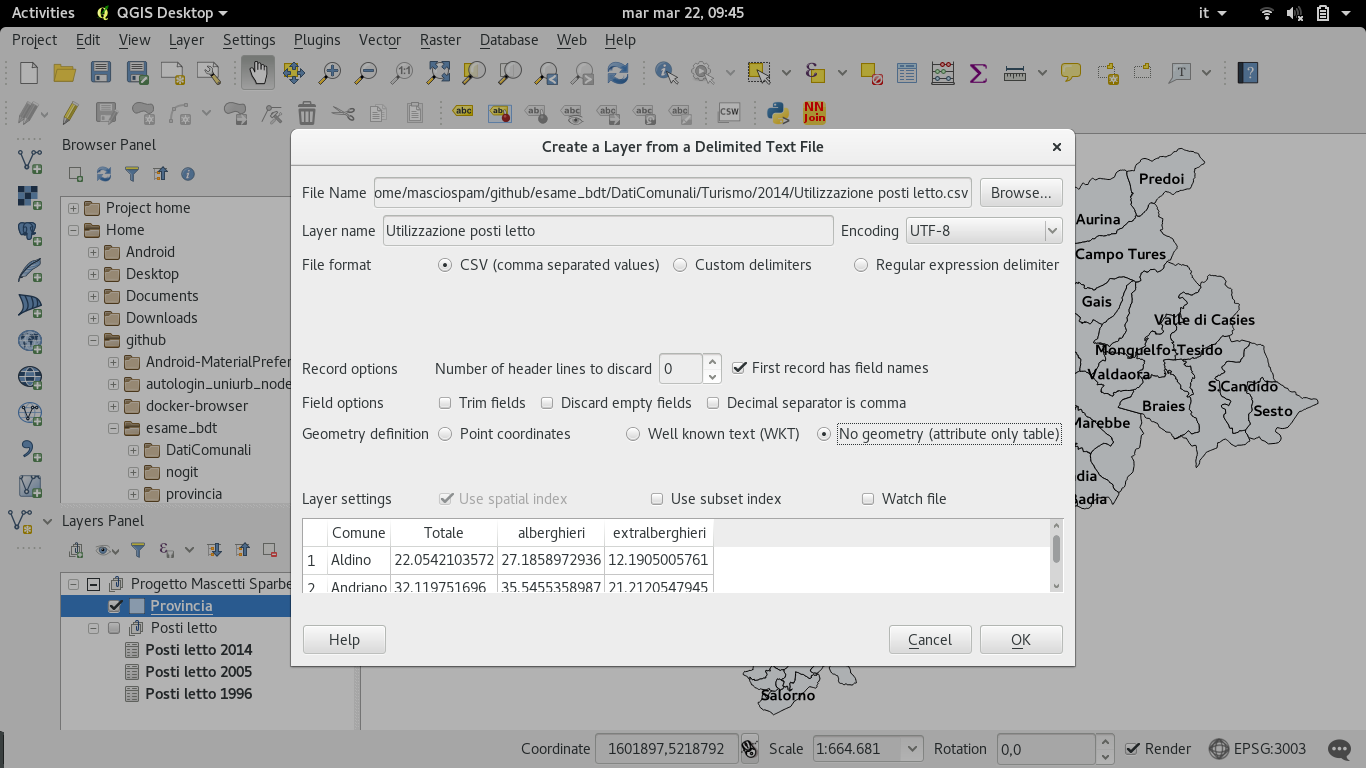 Activities QGIS Desktop mar mar 22, 09:45 it
Project Edit View Layer Settings Plugins Vector Raster Database Web Help
abc abc abc abc abc abc abc CSW NN Join
Browser Panel
Project home
Home
Android
Desktop
Documents
Downloads
github
Android-MaterialPrefer
autologin_uniurb_node
docker-browser
esame_bdt
DatiComunali
nogit
provincia
Layers Panel
Progetto Mascetti Sparbe
Provincia
Posti letto
Posti letto 2014
Posti letto 2005
Posti letto 1996
Create a Layer from a Delimited Text File
File Name ome/masciospam/github/esame_bdt/DatiComunali/Turismo/2014/Utilizzazione posti letto.csv Browse...
Layer name Utilizzazione posti letto Encoding UTF-8
File format CSV (comma separated values) Custom delimiters Regular expression delimiter
Record options Number of header lines to discard 0 First record has field names
Field options Trim fields Discard empty fields Decimal separator is comma
Geometry definition Point coordinates Well known text (WKT) No geometry (attribute only table)
Layer settings Use spatial index Use subset index Watch file
Comune Totale alberghieri extralberghieri
1 Aldino 22.0542103572 27.1858972936 12.1905005761
2 Andriano 32.119751696 35.5455358987 21.2120547945
Help Cancel OK
Predoi
Aurina
Campo Tures
Gais
Valle di Casies
Monguelfo-Tesido
Valdaora
S.Candido
Braies
Sesto
Marebbe
dia
adia
Salorno
Coordinate 1601897,5218792 Scale 1:664.681 Rotation 0,0 Render EPSG:3003